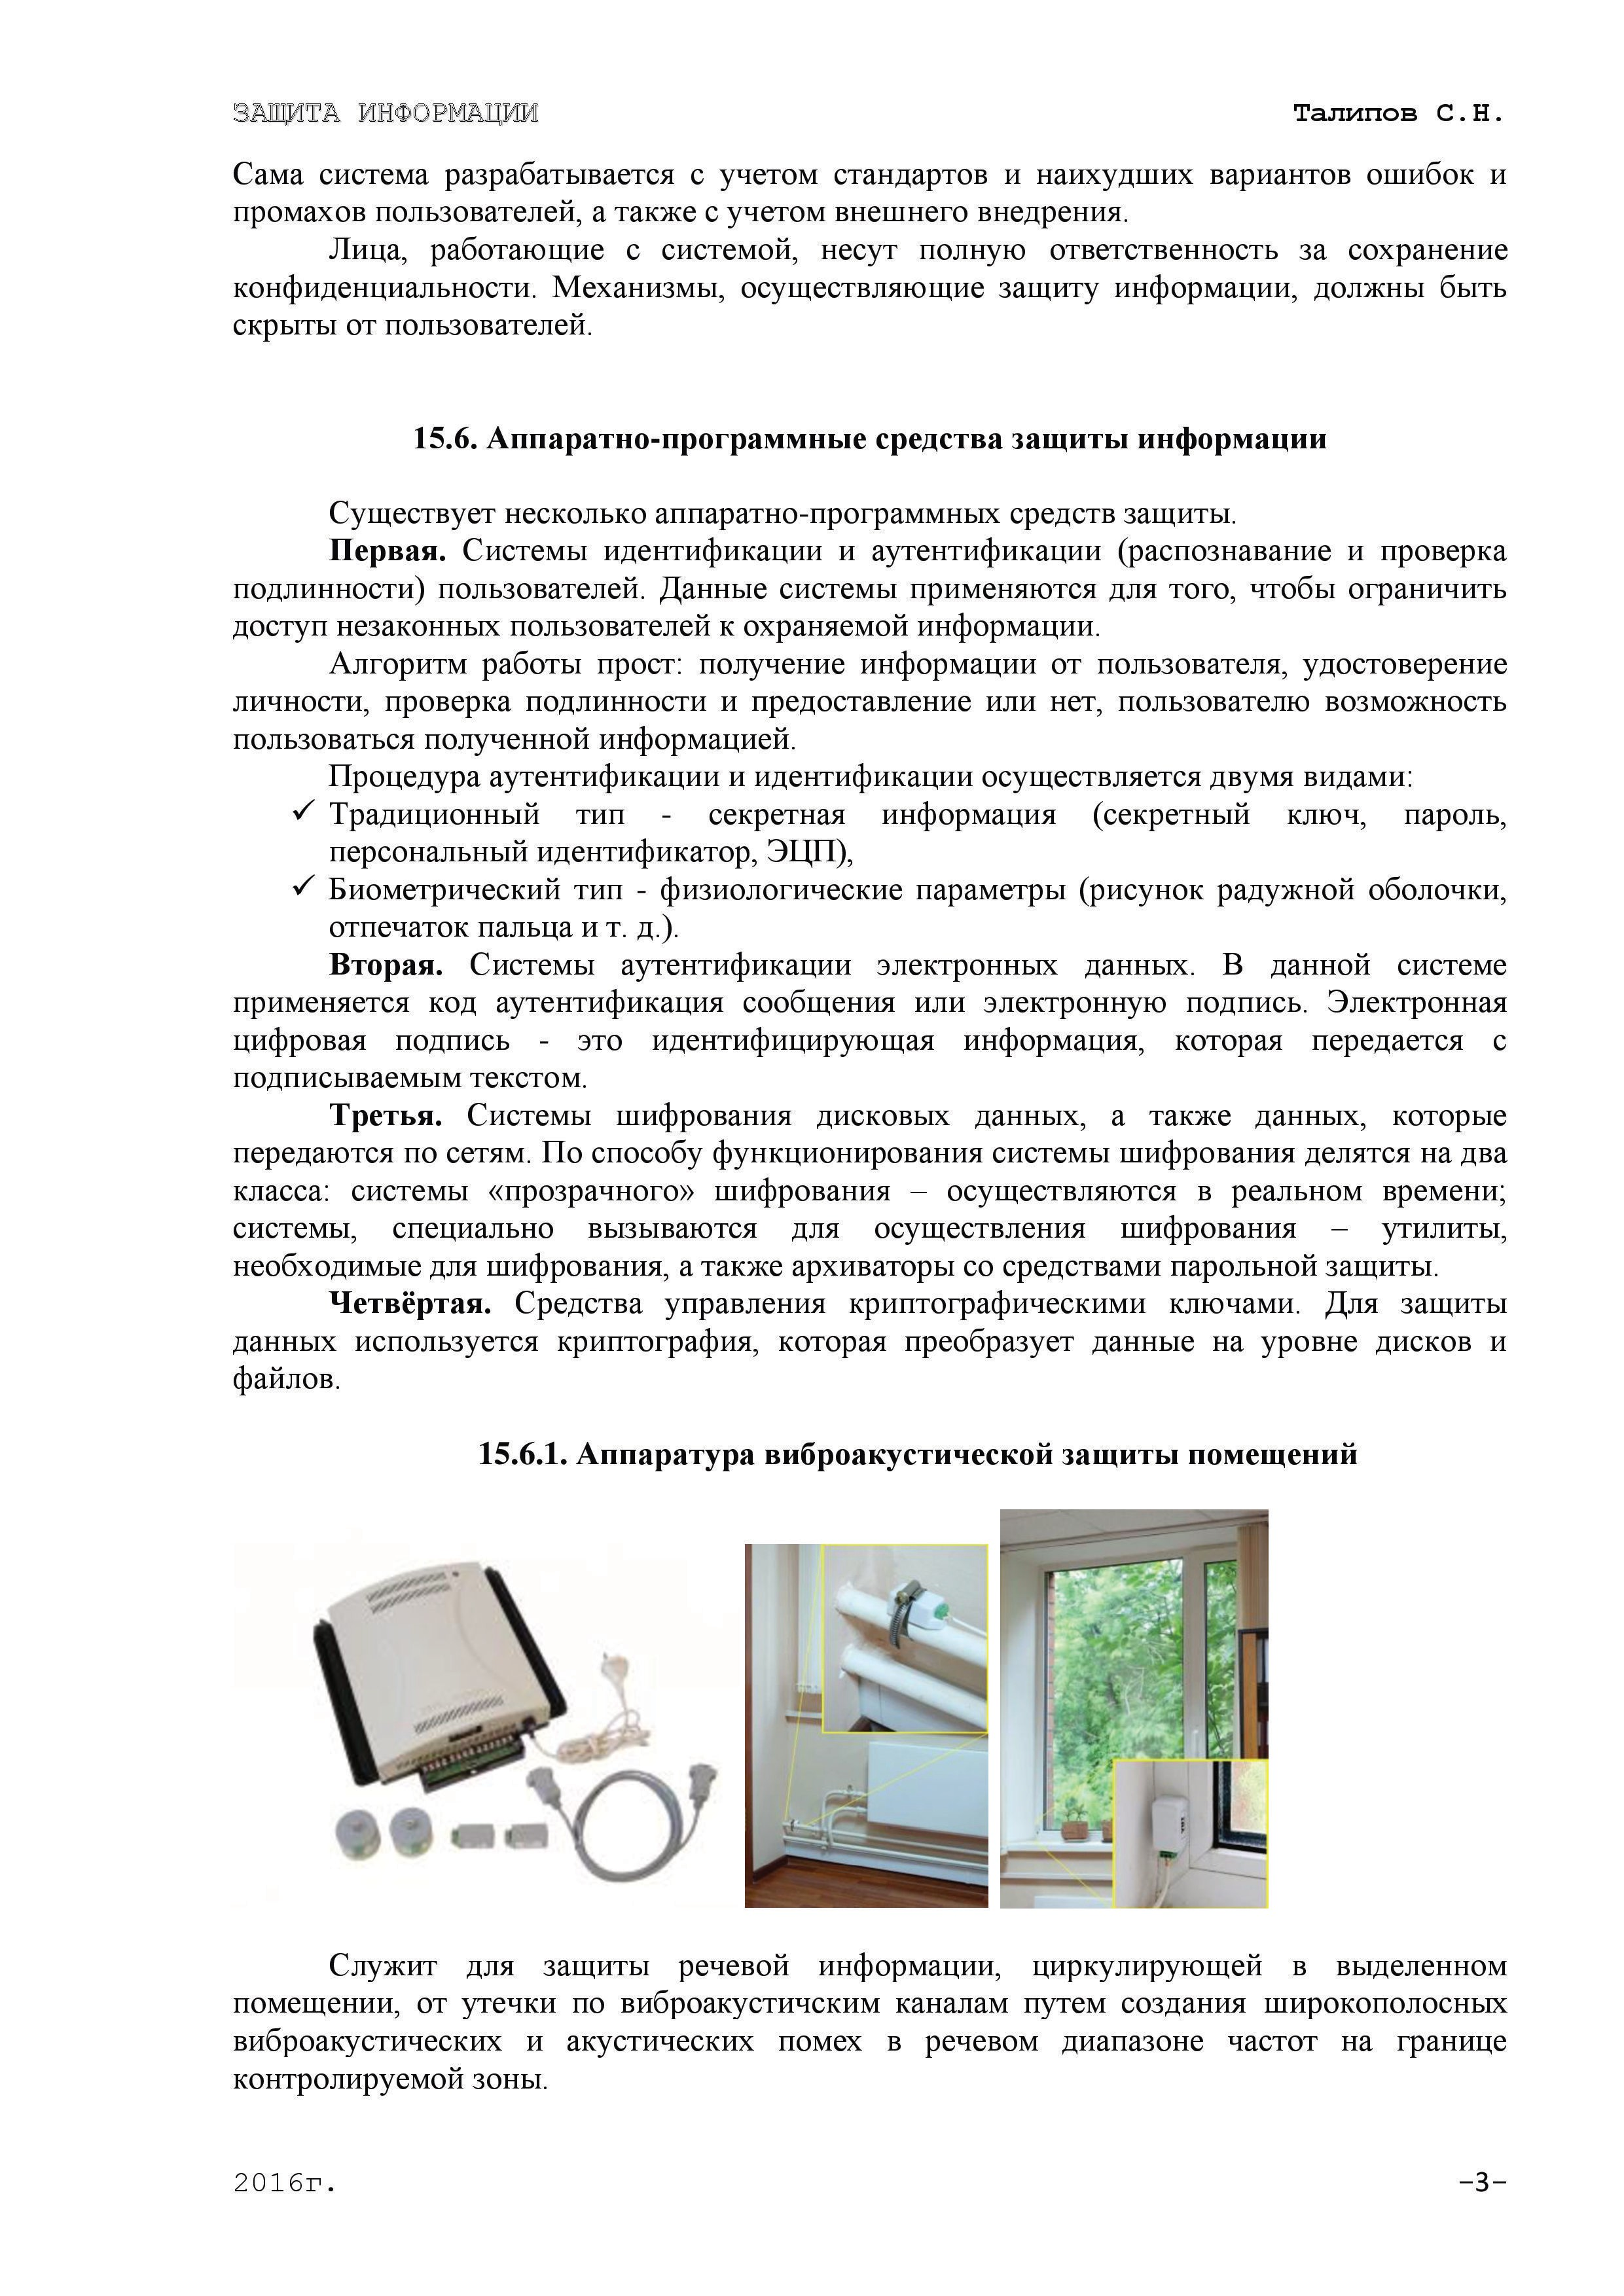 ЗАЩИТА ИНФОРМАЦИИ Талипов С.Н.
Сама система разрабатывается с учетом стандартов и наихудших вариантов ошибок и
промахов пользователей, а также с учетом внешнего внедрения.
Лица, работающие с системой, несут полную ответственность за сохранение
конфиденциальности. Механизмы, осуществляющие защиту информации, должны быть
скрыты от пользователей.
15.6. Аппаратно-программные средства защиты информации
Существует несколько аппаратно-программных средств защиты.
Первая. Системы идентификации и аутентификации (распознавание и проверка
подлинности) пользователей. Данные системы применяются для того, чтобы ограничить
доступ незаконных пользователей к охраняемой информации.
Алгоритм работы прост: получение информации от пользователя, удостоверение
личности, проверка подлинности и предоставление или нет, пользователю возможность
пользоваться полученной информацией.
Процедура аутентификации и идентификации осуществляется двумя видами:
✓ Традиционный тип - секретная информация (секретный ключ, пароль,
персональный идентификатор, ЭЦП),
✓ Биометрический тип - физиологические параметры (рисунок радужной оболочки,
отпечаток пальца и т. д.).
Вторая. Системы аутентификации электронных данных. В данной системе
применяется код аутентификация сообщения или электронную подпись. Электронная
цифровая подпись - это идентифицирующая информация, которая передается с
подписываемым текстом.
Третья. Системы шифрования дисковых данных, а также данных, которые
передаются по сетям. По способу функционирования системы шифрования делятся на два
класса: системы «прозрачного» шифрования – осуществляются в реальном времени;
системы, специально вызываются для осуществления шифрования – утилиты,
необходимые для шифрования, а также архиваторы со средствами парольной защиты.
Четвёртая. Средства управления криптографическими ключами. Для защиты
данных используется криптография, которая преобразует данные на уровне дисков и
файлов.
15.6.1. Аппаратура виброакустической защиты помещений
Служит для защиты речевой информации, циркулирующей в выделенном
помещении, от утечки по виброакустичским каналам путем создания широкополосных
виброакустических и акустических помех в речевом диапазоне частот на границе
контролируемой зоны.
2016г. -3-